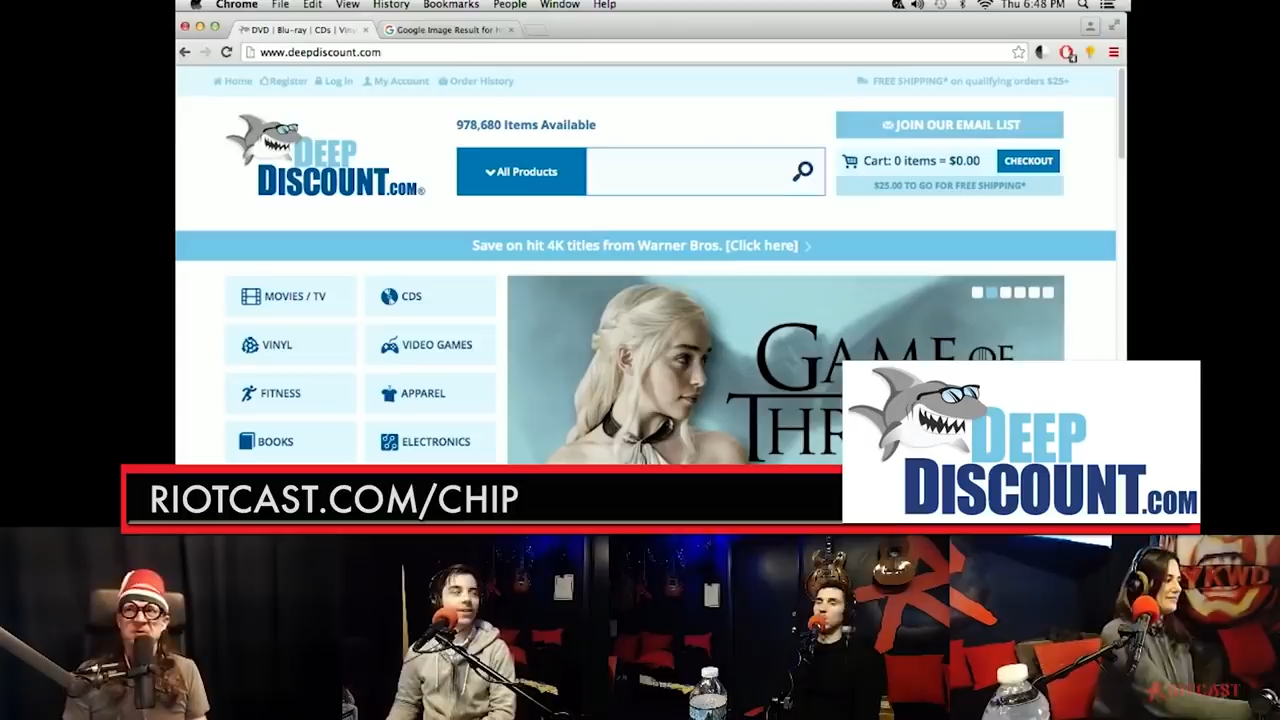 Chrome File Edit View History Bookmarks People Window Help Thu 6:48 PM
DVD | Blu-ray | CDs | Viny
Google Image Result for h
www.deepdiscount.com
Home Register Log In My Account Order History
FREE SHIPPING* on qualifying orders $25+
DEEP
DISCOUNT.COM®
978,680 Items Available
All Products
JOIN OUR EMAIL LIST
Cart: 0 items = $0.00 CHECKOUT
$25.00 TO GO FOR FREE SHIPPING*
Save on hit 4K titles from Warner Bros. [Click here]
MOVIES / TV
CDS
VINYL
VIDEO GAMES
FITNESS
APPAREL
BOOKS
ELECTRONICS
GAME OF
THR
DEEP
DISCOUNT.COM
RIOTCAST.COM/CHIP
YKWD
RIOTCAST